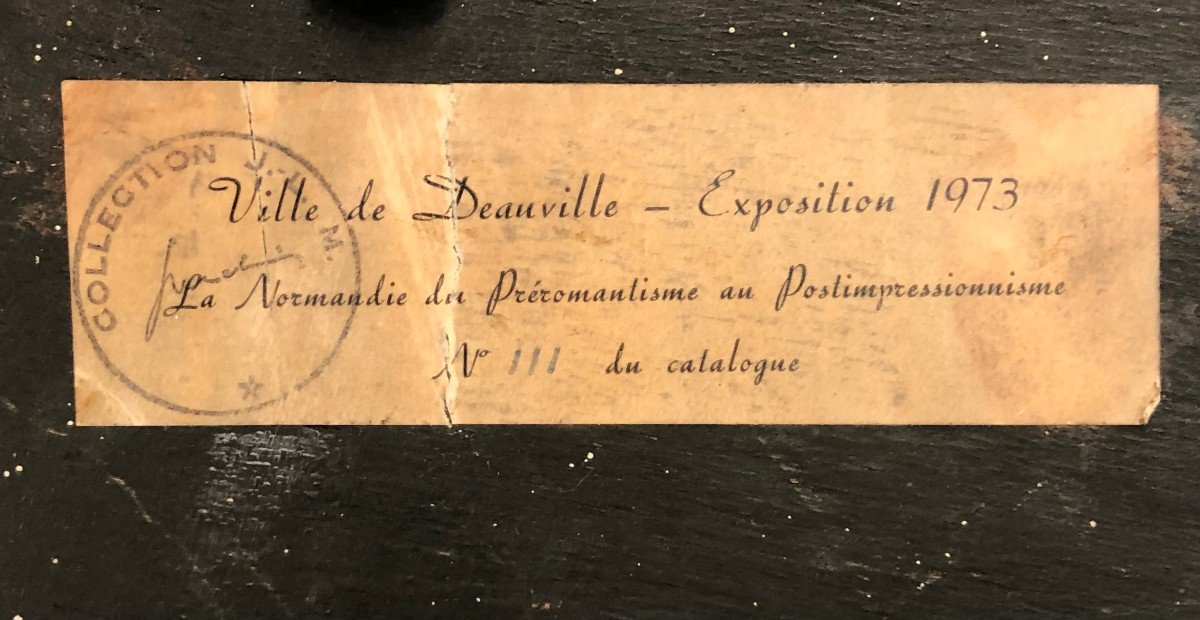 COLLECTION J. M.
Ville de Deauville – Exposition 1973
La Normandie du Préromantisme au Postimpressionnisme
N° 111 du catalogue